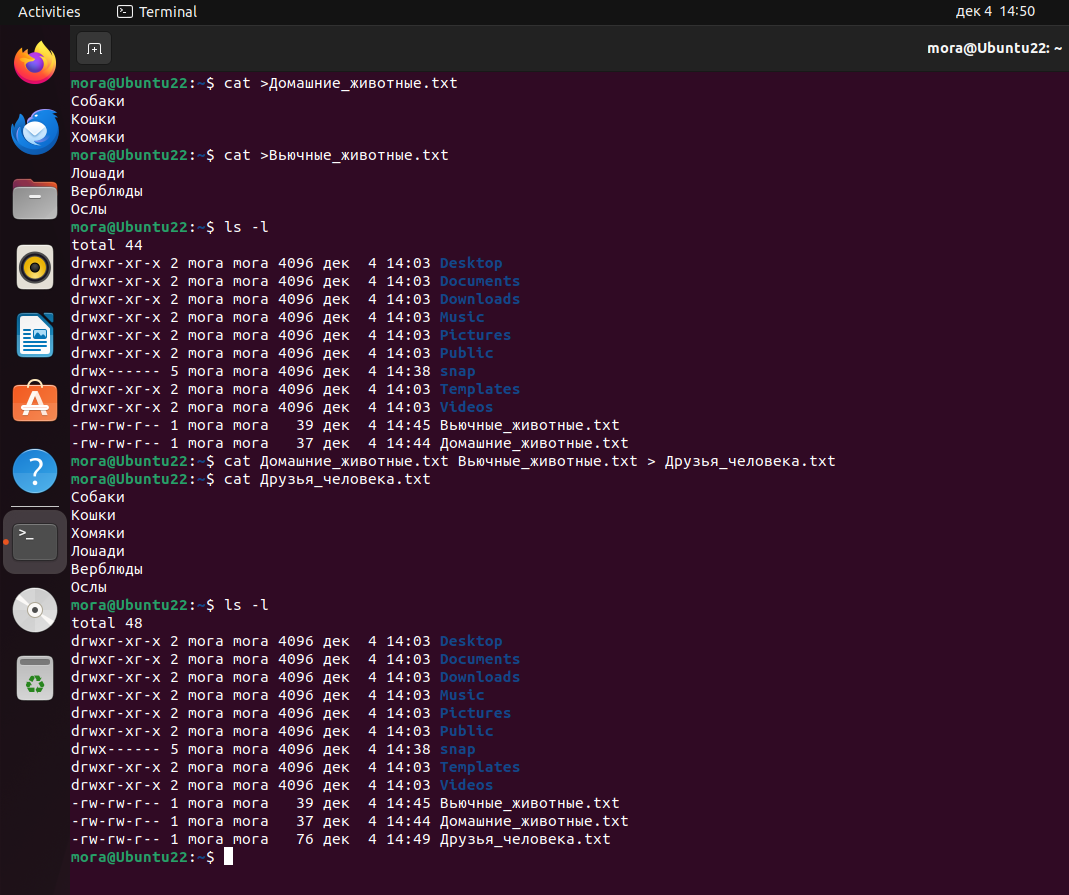 Activities Terminal дек 4 14:50
mora@Ubuntu22: ~
mora@Ubuntu22:~$ cat >Домашние_животные.txt
Собаки
Кошки
Хомяки
mora@Ubuntu22:~$ cat >Вьючные_животные.txt
Лошади
Верблюды
Ослы
mora@Ubuntu22:~$ ls -l
total 44
drwxr-xr-x 2 mora mora 4096 дек  4 14:03 Desktop
drwxr-xr-x 2 mora mora 4096 дек  4 14:03 Documents
drwxr-xr-x 2 mora mora 4096 дек  4 14:03 Downloads
drwxr-xr-x 2 mora mora 4096 дек  4 14:03 Music
drwxr-xr-x 2 mora mora 4096 дек  4 14:03 Pictures
drwxr-xr-x 2 mora mora 4096 дек  4 14:03 Public
drwx------ 5 mora mora 4096 дек  4 14:38 snap
drwxr-xr-x 2 mora mora 4096 дек  4 14:03 Templates
drwxr-xr-x 2 mora mora 4096 дек  4 14:03 Videos
-rw-rw-r-- 1 mora mora   39 дек  4 14:45 Вьючные_животные.txt
-rw-rw-r-- 1 mora mora   37 дек  4 14:44 Домашние_животные.txt
mora@Ubuntu22:~$ cat Домашние_животные.txt Вьючные_животные.txt > Друзья_человека.txt
mora@Ubuntu22:~$ cat Друзья_человека.txt
Собаки
Кошки
Хомяки
Лошади
Верблюды
Ослы
mora@Ubuntu22:~$ ls -l
total 48
drwxr-xr-x 2 mora mora 4096 дек  4 14:03 Desktop
drwxr-xr-x 2 mora mora 4096 дек  4 14:03 Documents
drwxr-xr-x 2 mora mora 4096 дек  4 14:03 Downloads
drwxr-xr-x 2 mora mora 4096 дек  4 14:03 Music
drwxr-xr-x 2 mora mora 4096 дек  4 14:03 Pictures
drwxr-xr-x 2 mora mora 4096 дек  4 14:03 Public
drwx------ 5 mora mora 4096 дек  4 14:38 snap
drwxr-xr-x 2 mora mora 4096 дек  4 14:03 Templates
drwxr-xr-x 2 mora mora 4096 дек  4 14:03 Videos
-rw-rw-r-- 1 mora mora   39 дек  4 14:45 Вьючные_животные.txt
-rw-rw-r-- 1 mora mora   37 дек  4 14:44 Домашние_животные.txt
-rw-rw-r-- 1 mora mora   76 дек  4 14:49 Друзья_человека.txt
mora@Ubuntu22:~$